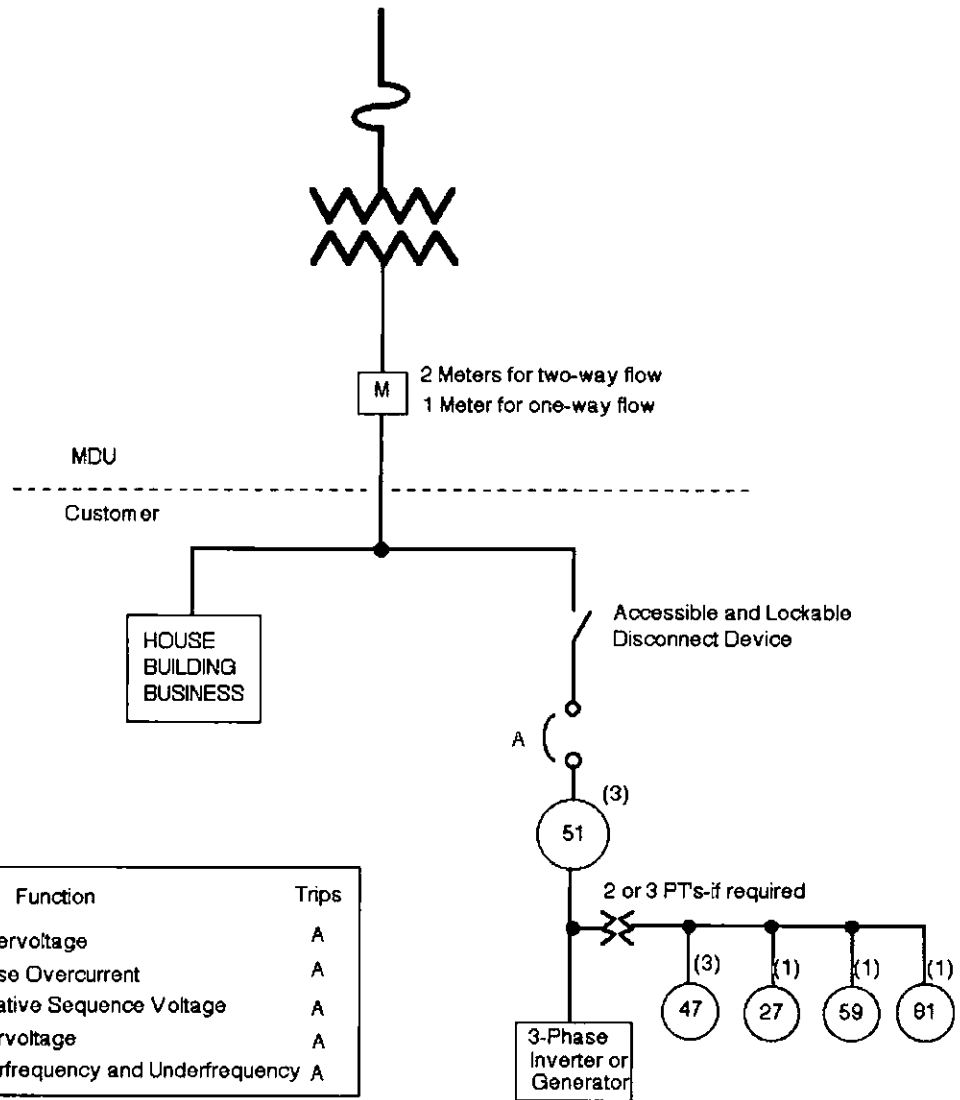 M
2 Meters for two-way flow
1 Meter for one-way flow
MDU
Customer
HOUSE
BUILDING
BUSINESS
Accessible and Lockable
Disconnect Device
A
(3)
51
2 or 3 PT's-if required
(3)
(1)
(1)
(1)
47
27
59
81
3-Phase
Inverter or
Generator
Function Trips
ervoltage A
se Overcurrent A
ative Sequence Voltage A
rvoltage A
rfrequency and Underfrequency A